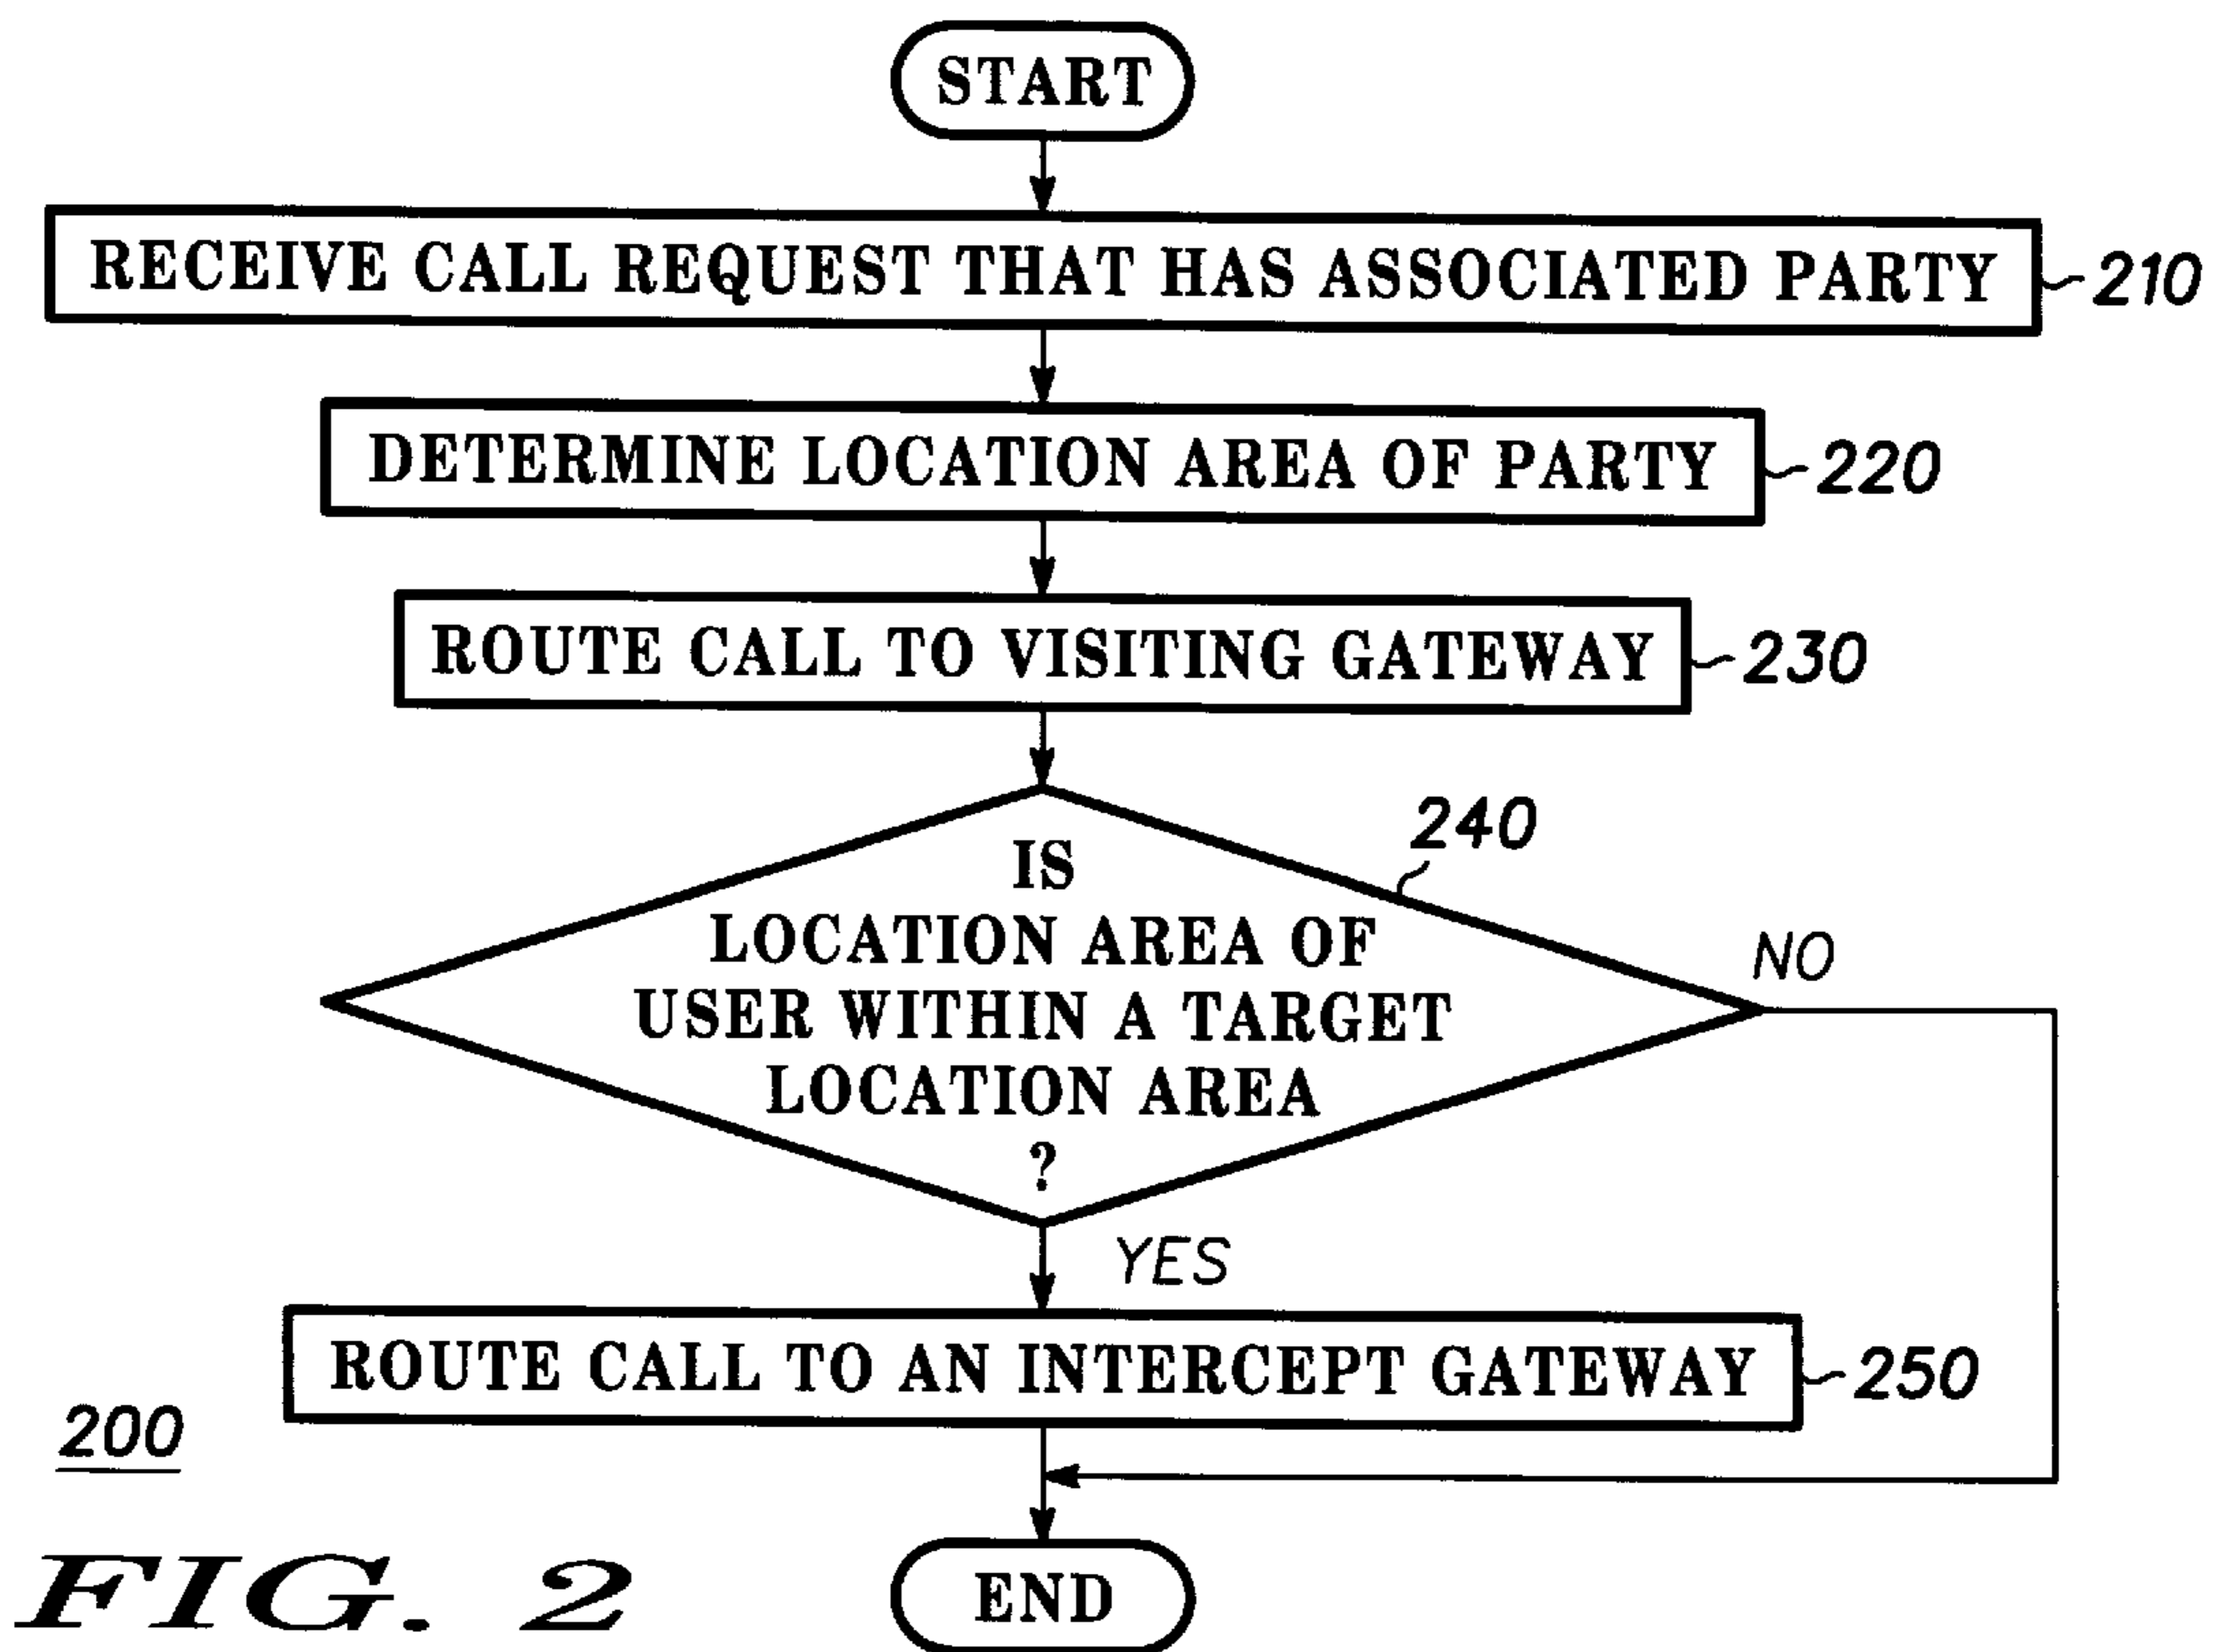 START
RECEIVE CALL REQUEST THAT HAS ASSOCIATED PARTY
210
DETERMINE LOCATION AREA OF PARTY
220
ROUTE CALL TO VISITING GATEWAY
230
240
IS
LOCATION AREA OF
USER WITHIN A TARGET
LOCATION AREA
?
NO
YES
ROUTE CALL TO AN INTERCEPT GATEWAY
250
200
END
FIG. 2